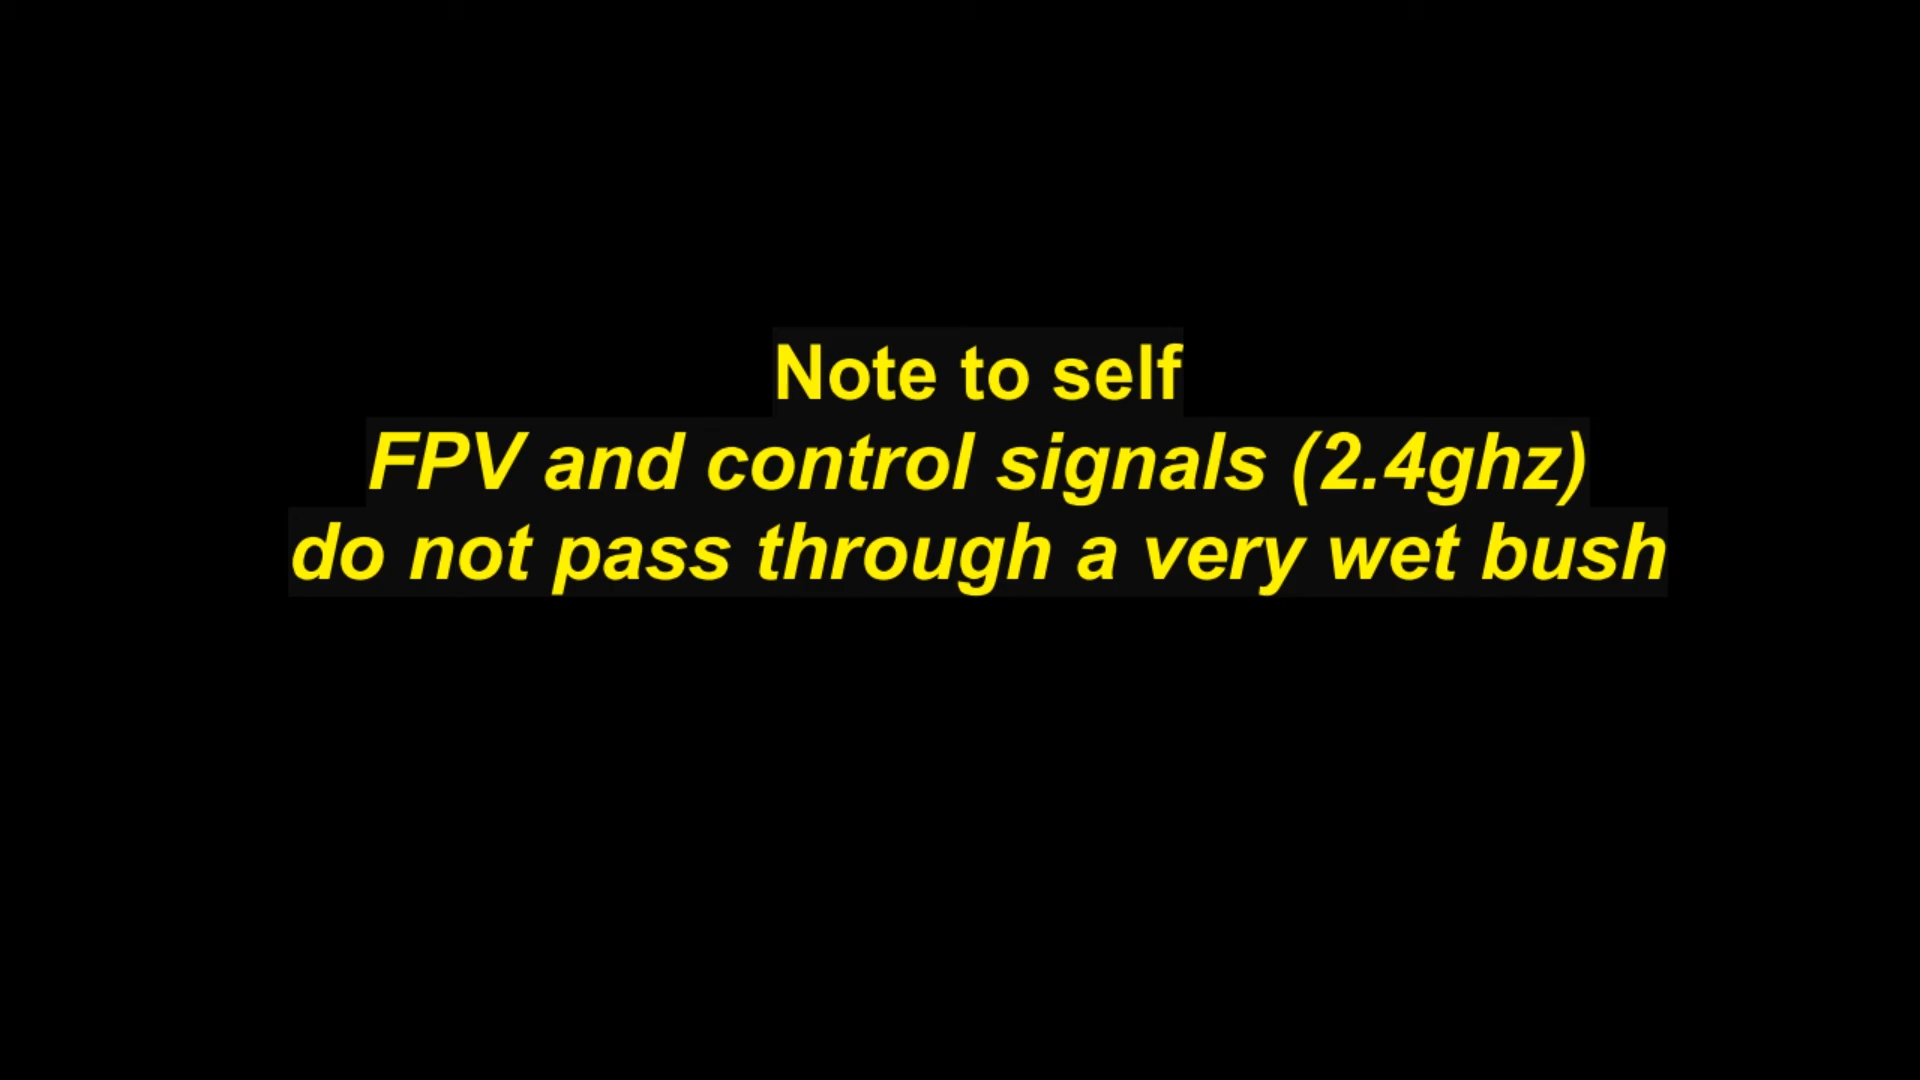 Note to self
FPV and control signals (2.4ghz)
do not pass through a very wet bush